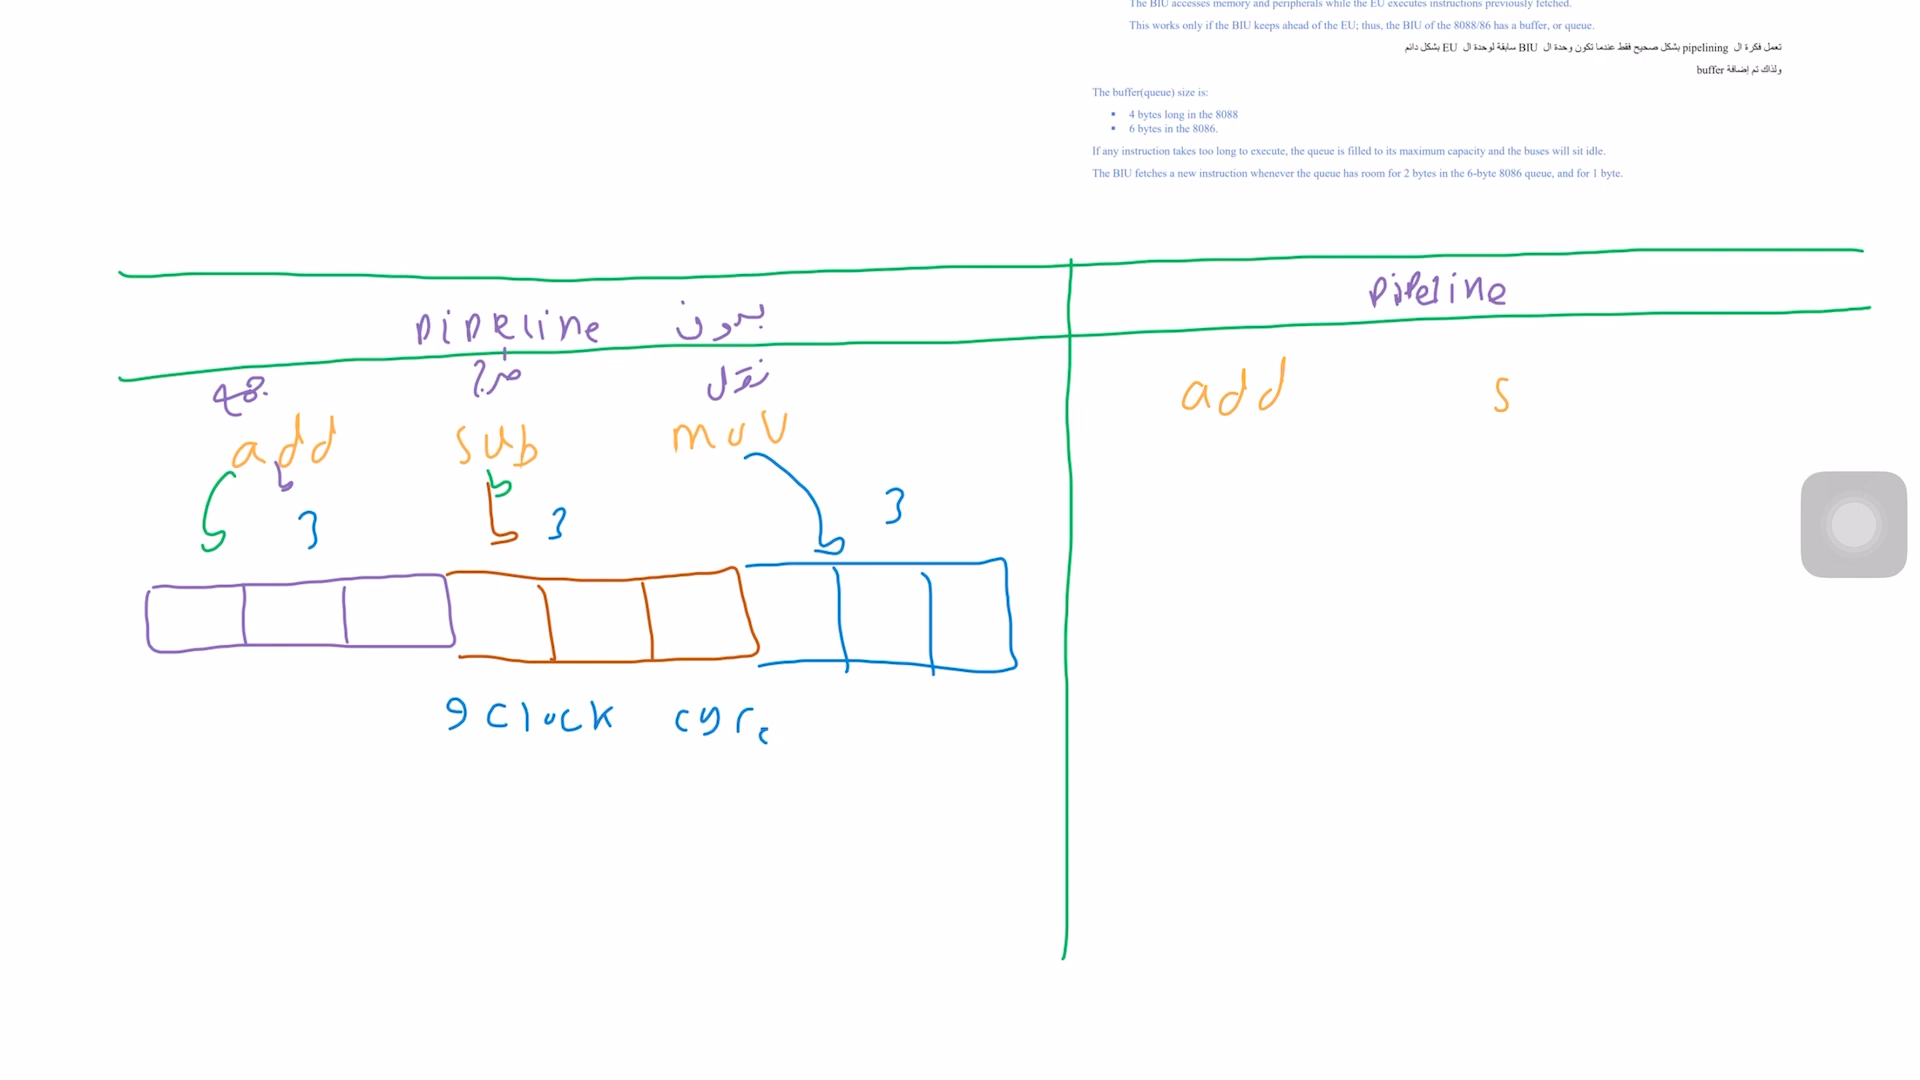 The BIU accesses memory and peripherals while the EU executes instructions previously fetched.
This works only if the BIU keeps ahead of the EU; thus, the BIU of the 8088/86 has a buffer, or queue.
تعمل فكرة ال pipelining بشكل صحيح فقط عندما تكون وحدة ال BIU سابقة لوحدة ال EU بشكل دائم
ولذاك تم إضافة buffer
The buffer(queue) size is:
▪ 4 bytes long in the 8088
▪ 6 bytes in the 8086.
If any instruction takes too long to execute, the queue is filled to its maximum capacity and the buses will sit idle.
The BIU fetches a new instruction whenever the queue has room for 2 bytes in the 6-byte 8086 queue, and for 1 byte.
بدون pipeline
pipeline
نقل
add sub mov
add s
3 3 3
9 clock